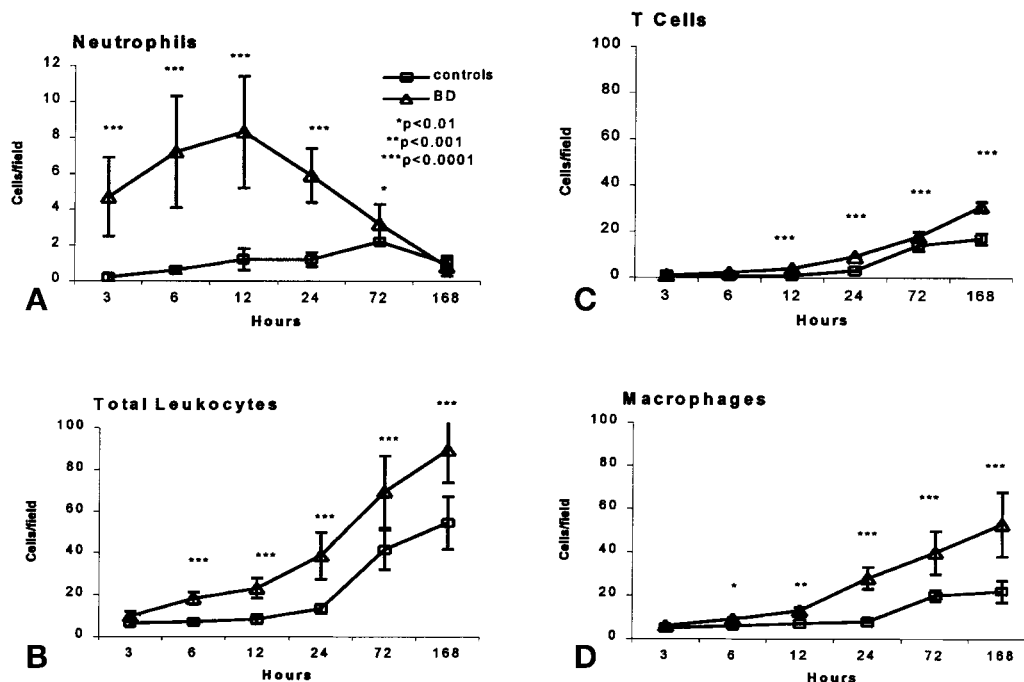 Neutrophils
12
10
8
6
4
2
0
Cells/field
***
***
***
***
*
controls
BD
*p<0.01
**p<0.001
***p<0.0001
3 6 12 24 72 168
Hours
A
Total Leukocytes
100
80
60
40
20
0
Cells/field
***
***
***
***
***
3 6 12 24 72 168
Hours
B
T Cells
100
80
60
40
20
0
Cells/field
***
***
***
***
3 6 12 24 72 168
Hours
C
Macrophages
100
80
60
40
20
0
Cells/field
*
**
***
***
***
3 6 12 24 72 168
Hours
D